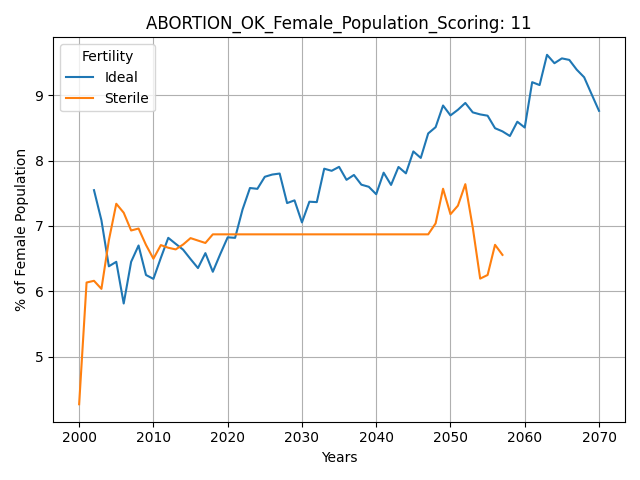 ABORTION_OK_Female_Population_Scoring: 11
Fertility
Ideal
Sterile
% of Female Population
9
8
7
6
5
2000 2010 2020 2030 2040 2050 2060 2070
Years